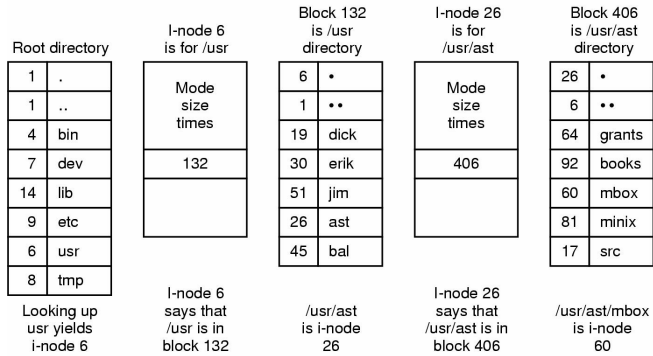 Root directory
1 .
1 ..
4 bin
7 dev
14 lib
9 etc
6 usr
8 tmp
Looking up
usr yields
i-node 6
I-node 6
is for /usr
Mode
size
times
132
I-node 6
says that
/usr is in
block 132
Block 132
is /usr
directory
6 •
1 ••
19 dick
30 erik
51 jim
26 ast
45 bal
/usr/ast
is i-node
26
I-node 26
is for
/usr/ast
Mode
size
times
406
I-node 26
says that
/usr/ast is in
block 406
Block 406
is /usr/ast
directory
26 •
6 ••
64 grants
92 books
60 mbox
81 minix
17 src
/usr/ast/mbox
is i-node
60